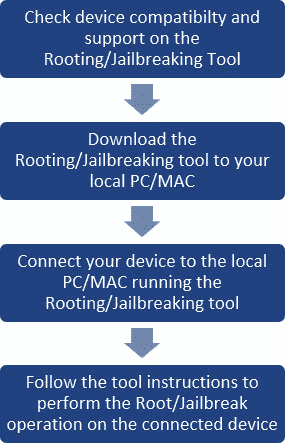 Check device compatibilty and
support on the
Rooting/Jailbreaking Tool
Download the
Rooting/Jailbreaking tool to your
local PC/MAC
Connect your device to the local
PC/MAC running the
Rooting/Jailbreaking tool
Follow the tool instructions to
perform the Root/Jailbreak
operation on the connected device